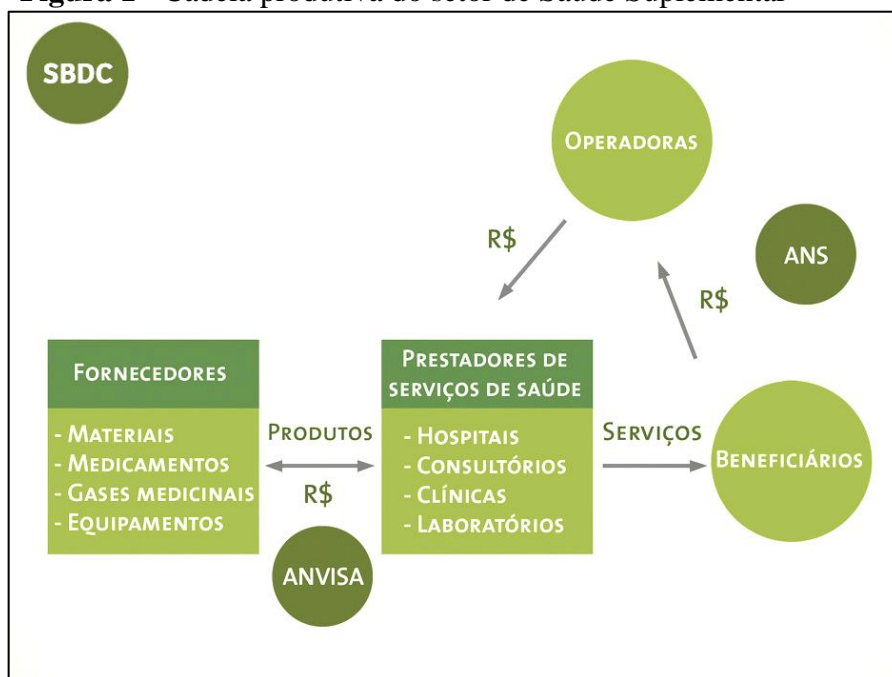 Figura 1 - Cadeia produtiva do setor de Saúde Suplementar
SBDC
OPERADORAS
R$
ANS
R$
FORNECEDORES
- MATERIAIS
- MEDICAMENTOS
- GASES MEDICINAIS
- EQUIPAMENTOS
PRODUTOS
R$
ANVISA
PRESTADORES DE
SERVIÇOS DE SAÚDE
- HOSPITAIS
- CONSULTÓRIOS
- CLÍNICAS
- LABORATÓRIOS
SERVIÇOS
BENEFICIÁRIOS